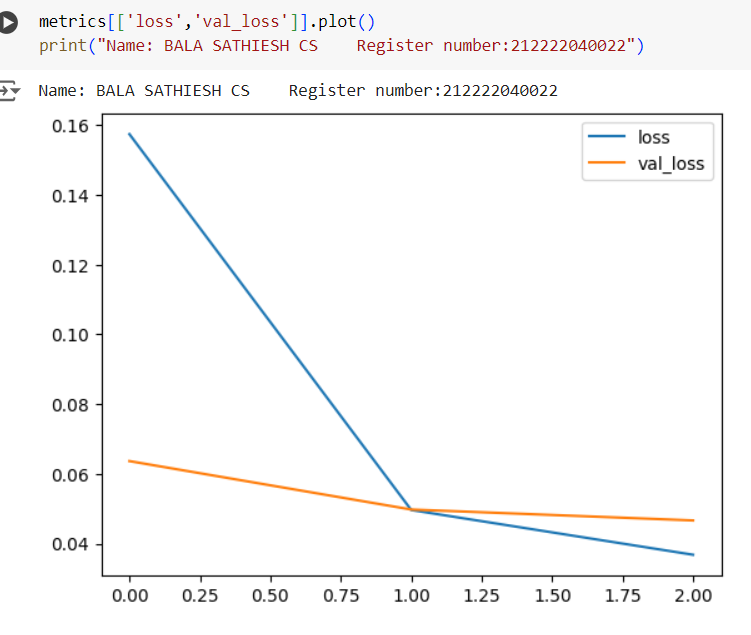 metrics[['loss','val_loss']].plot()
print("Name: BALA SATHIESH CS    Register number:212222040022")
Name: BALA SATHIESH CS    Register number:212222040022
loss
val_loss
0.16
0.14
0.12
0.10
0.08
0.06
0.04
0.00 0.25 0.50 0.75 1.00 1.25 1.50 1.75 2.00